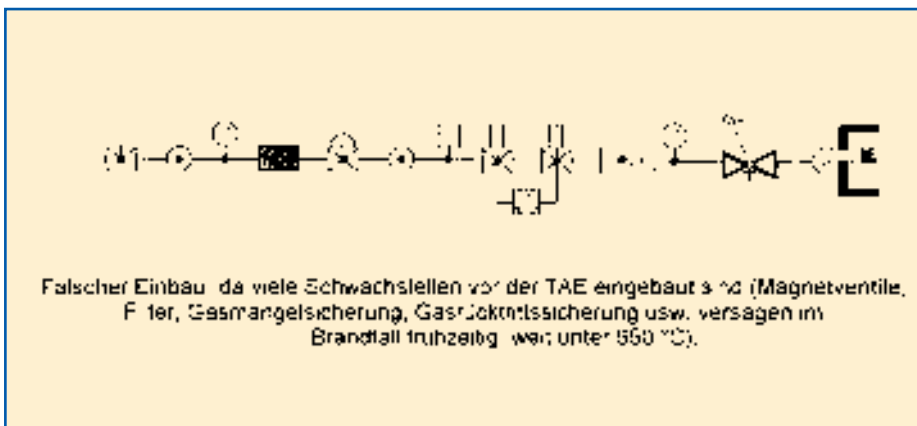 Falscher Einbau, da viele Schwachstellen vor der TAE eingebaut sind (Magnetventile,
Filter, Gasmangelsicherung, Gasrücktrittssicherung usw. versagen im
Brandfall frühzeitig, weit unter 650 °C).